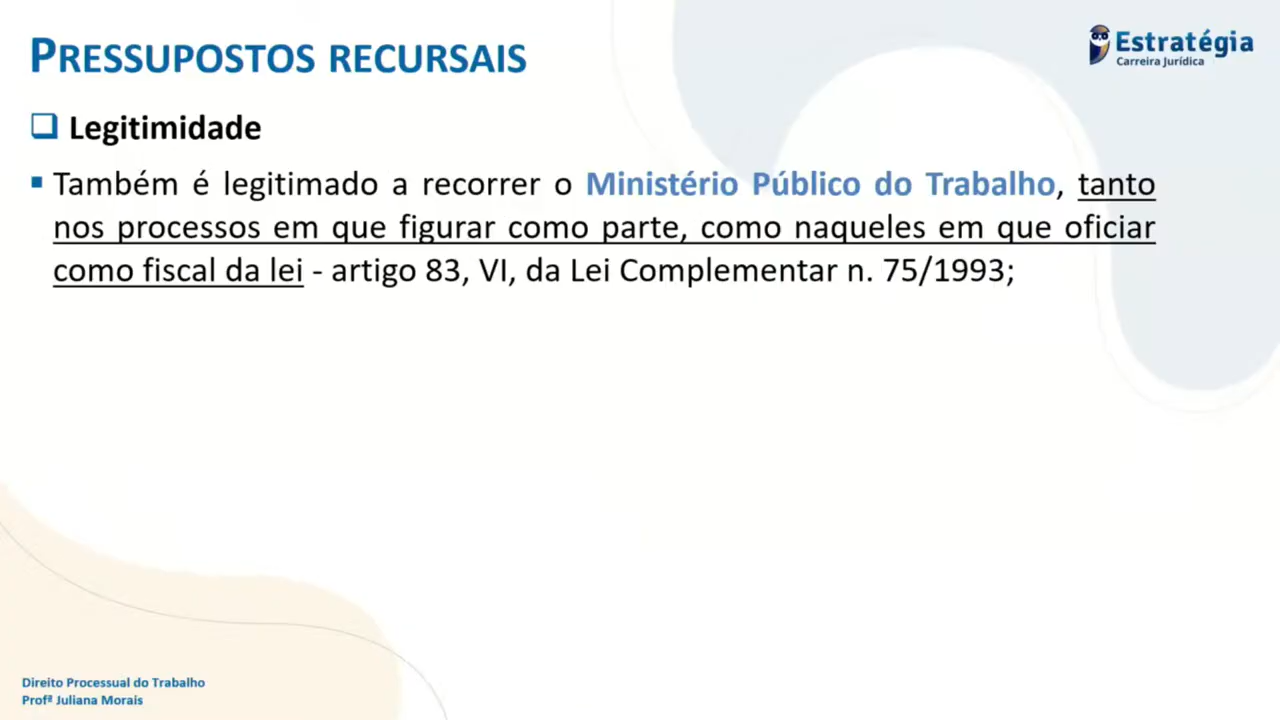 PRESSUPOSTOS RECURSAIS
Estratégia
Carreira Jurídica
Legitimidade
Também é legitimado a recorrer o Ministério Público do Trabalho, tanto
nos processos em que figurar como parte, como naqueles em que oficiar
como fiscal da lei - artigo 83, VI, da Lei Complementar n. 75/1993;
Direito Processual do Trabalho
Profª Juliana Morais